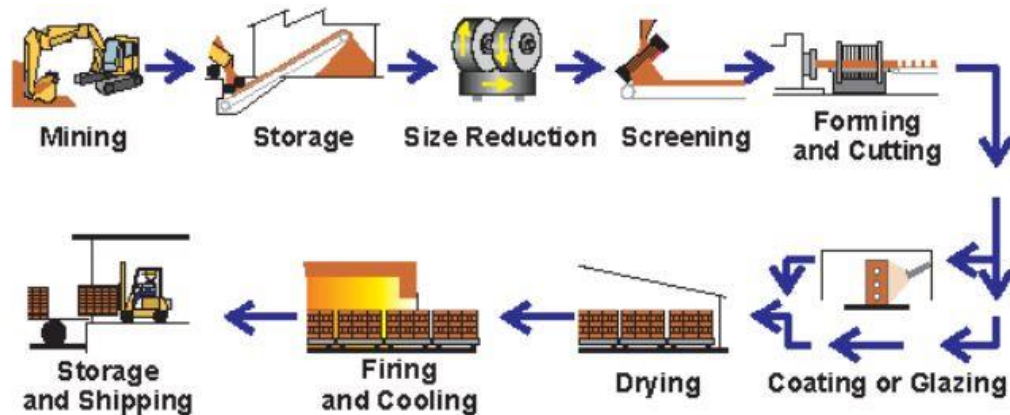 Mining
Storage
Size Reduction
Screening
Forming
and Cutting
Storage
and Shipping
Firing
and Cooling
Drying
Coating or Glazing